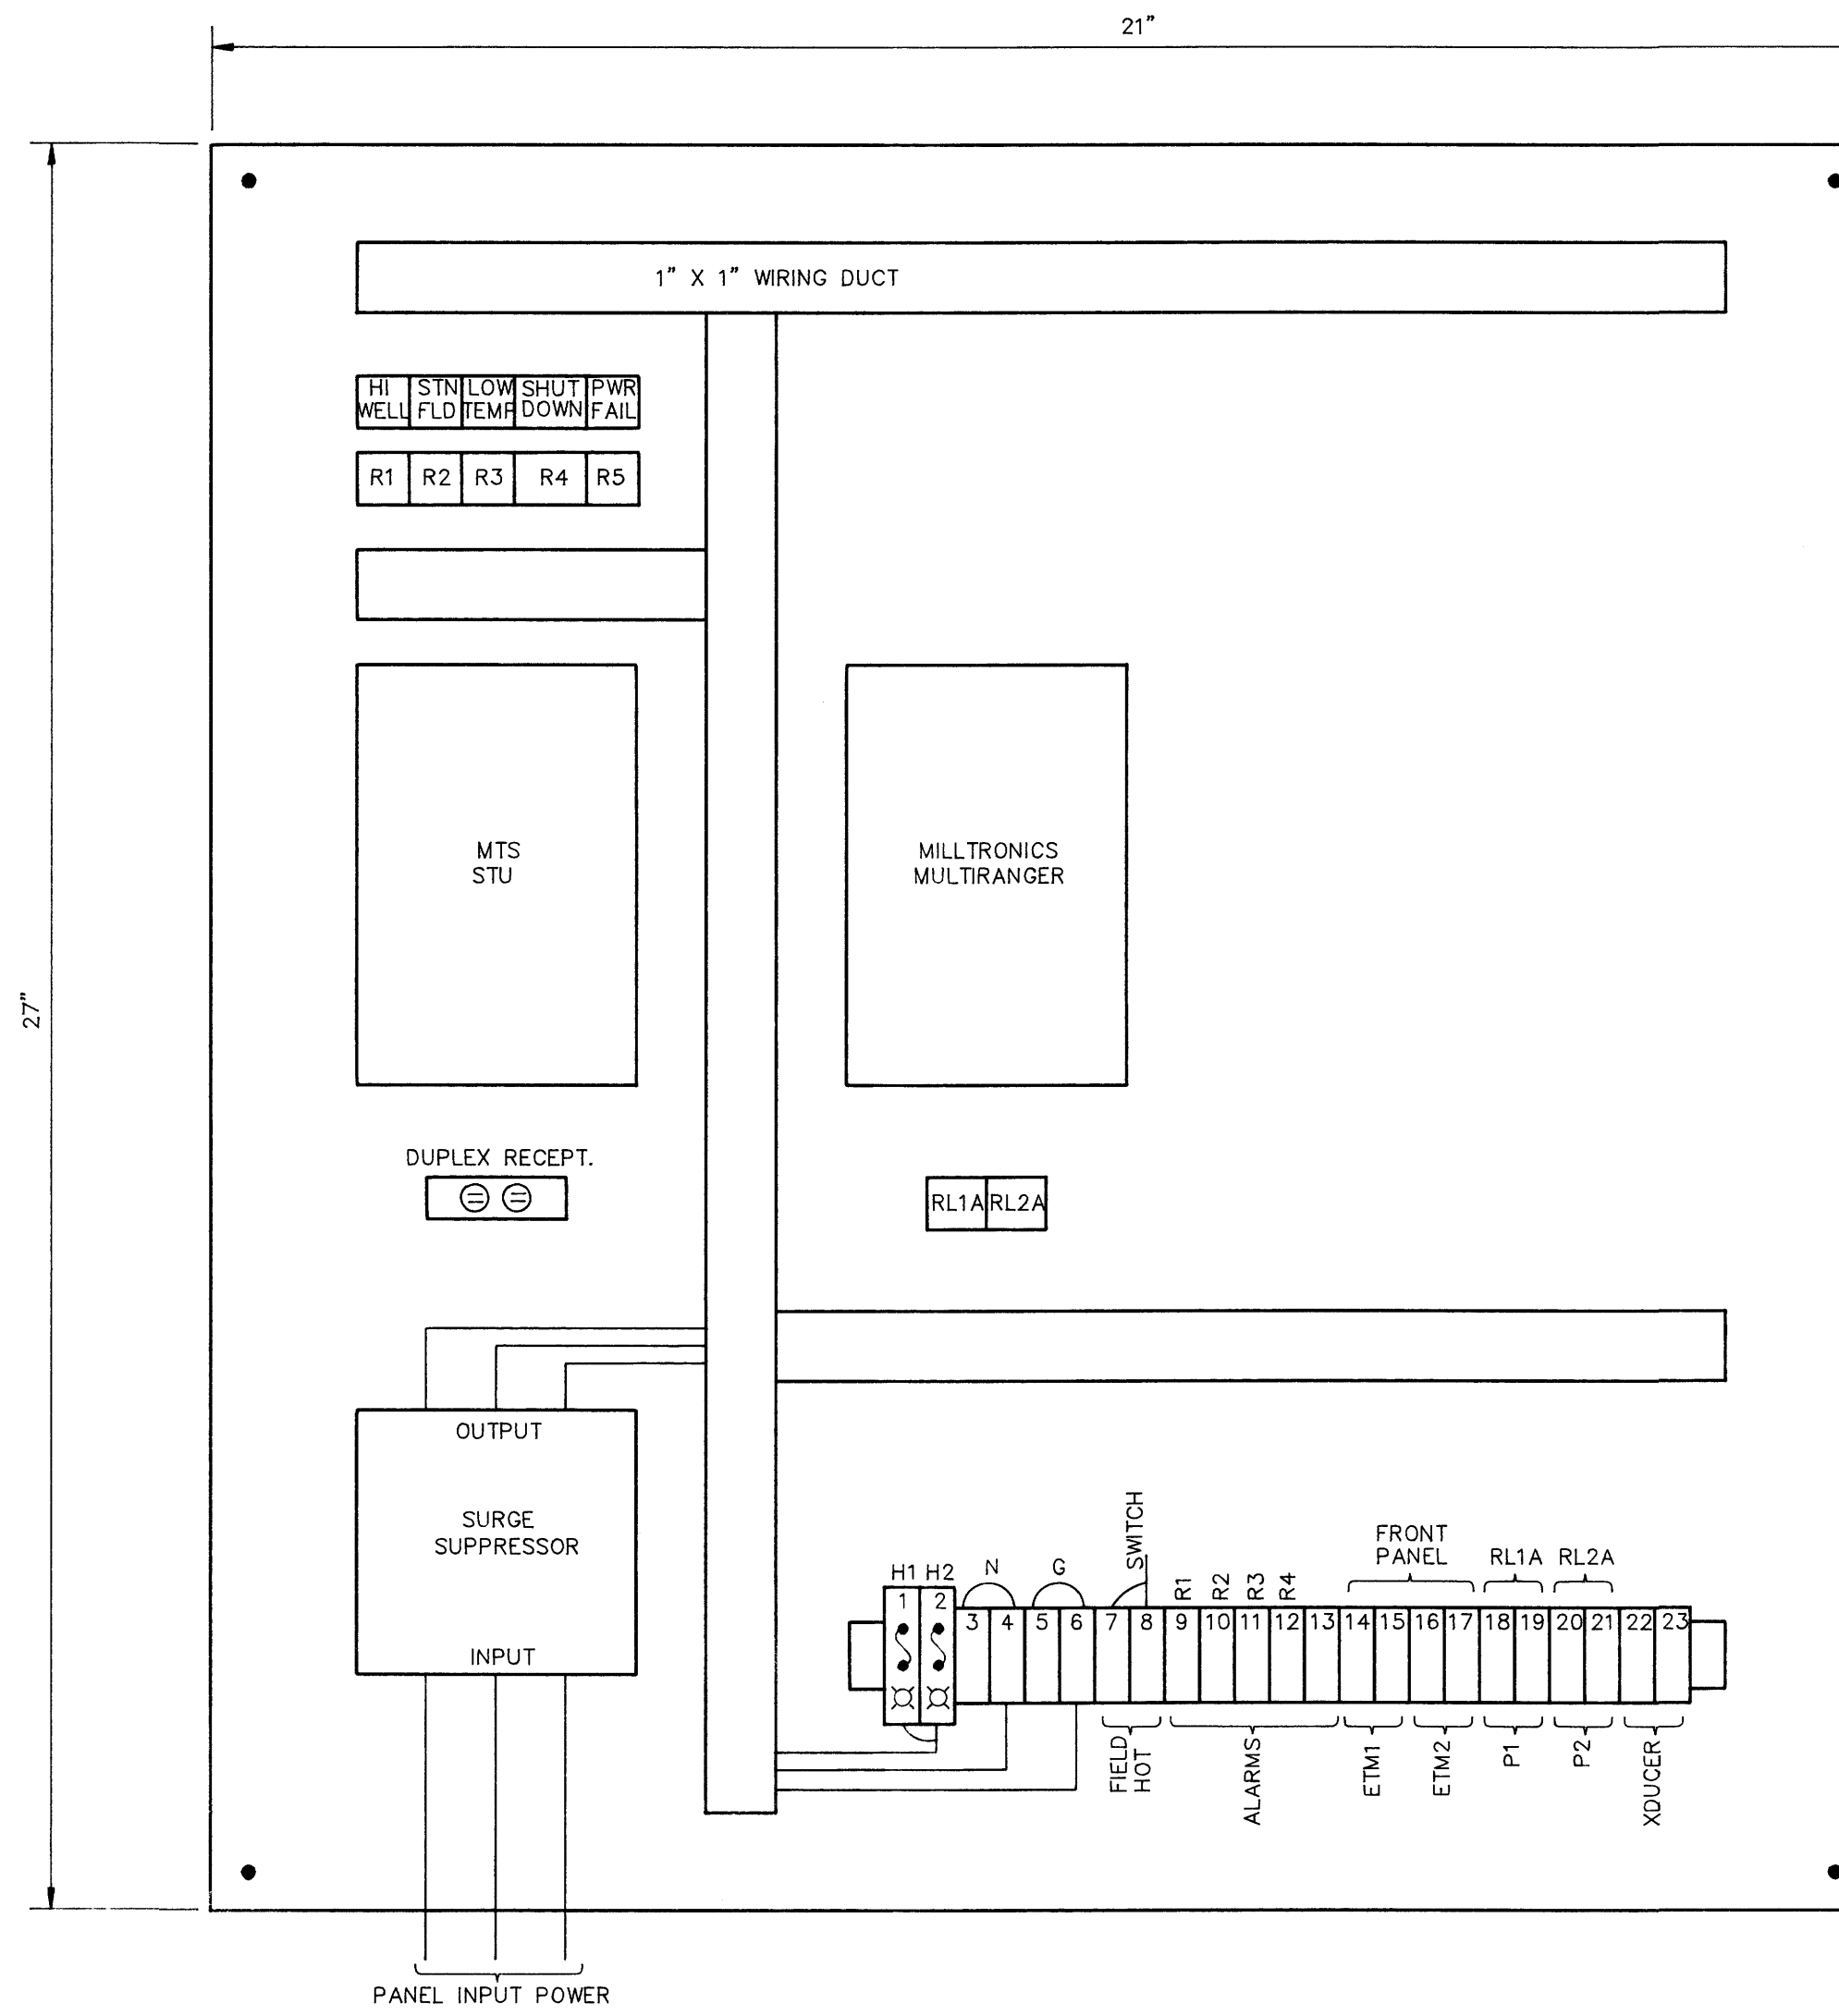 21"
27"
1" X 1" WIRING DUCT
HI WELL
STN FLD
LOW TEMP
SHUT DOWN
PWR FAIL
R1 R2 R3 R4 R5
MTS
STU
MILLTRONICS
MULTIRANGER
DUPLEX RECEPT.
RL1A RL2A
OUTPUT
SURGE
SUPPRESSOR
INPUT
PANEL INPUT POWER
H1 H2 N G
SWITCH
R1
R2
R3
R4
FRONT
PANEL
RL1A RL2A
1 2 3 4 5 6 7 8 9 10 11 12 13 14 15 16 17 18 19 20 21 22 23
FIELD
HOT
ALARMS
ETM1
ETM2
P1
P2
XDUCER